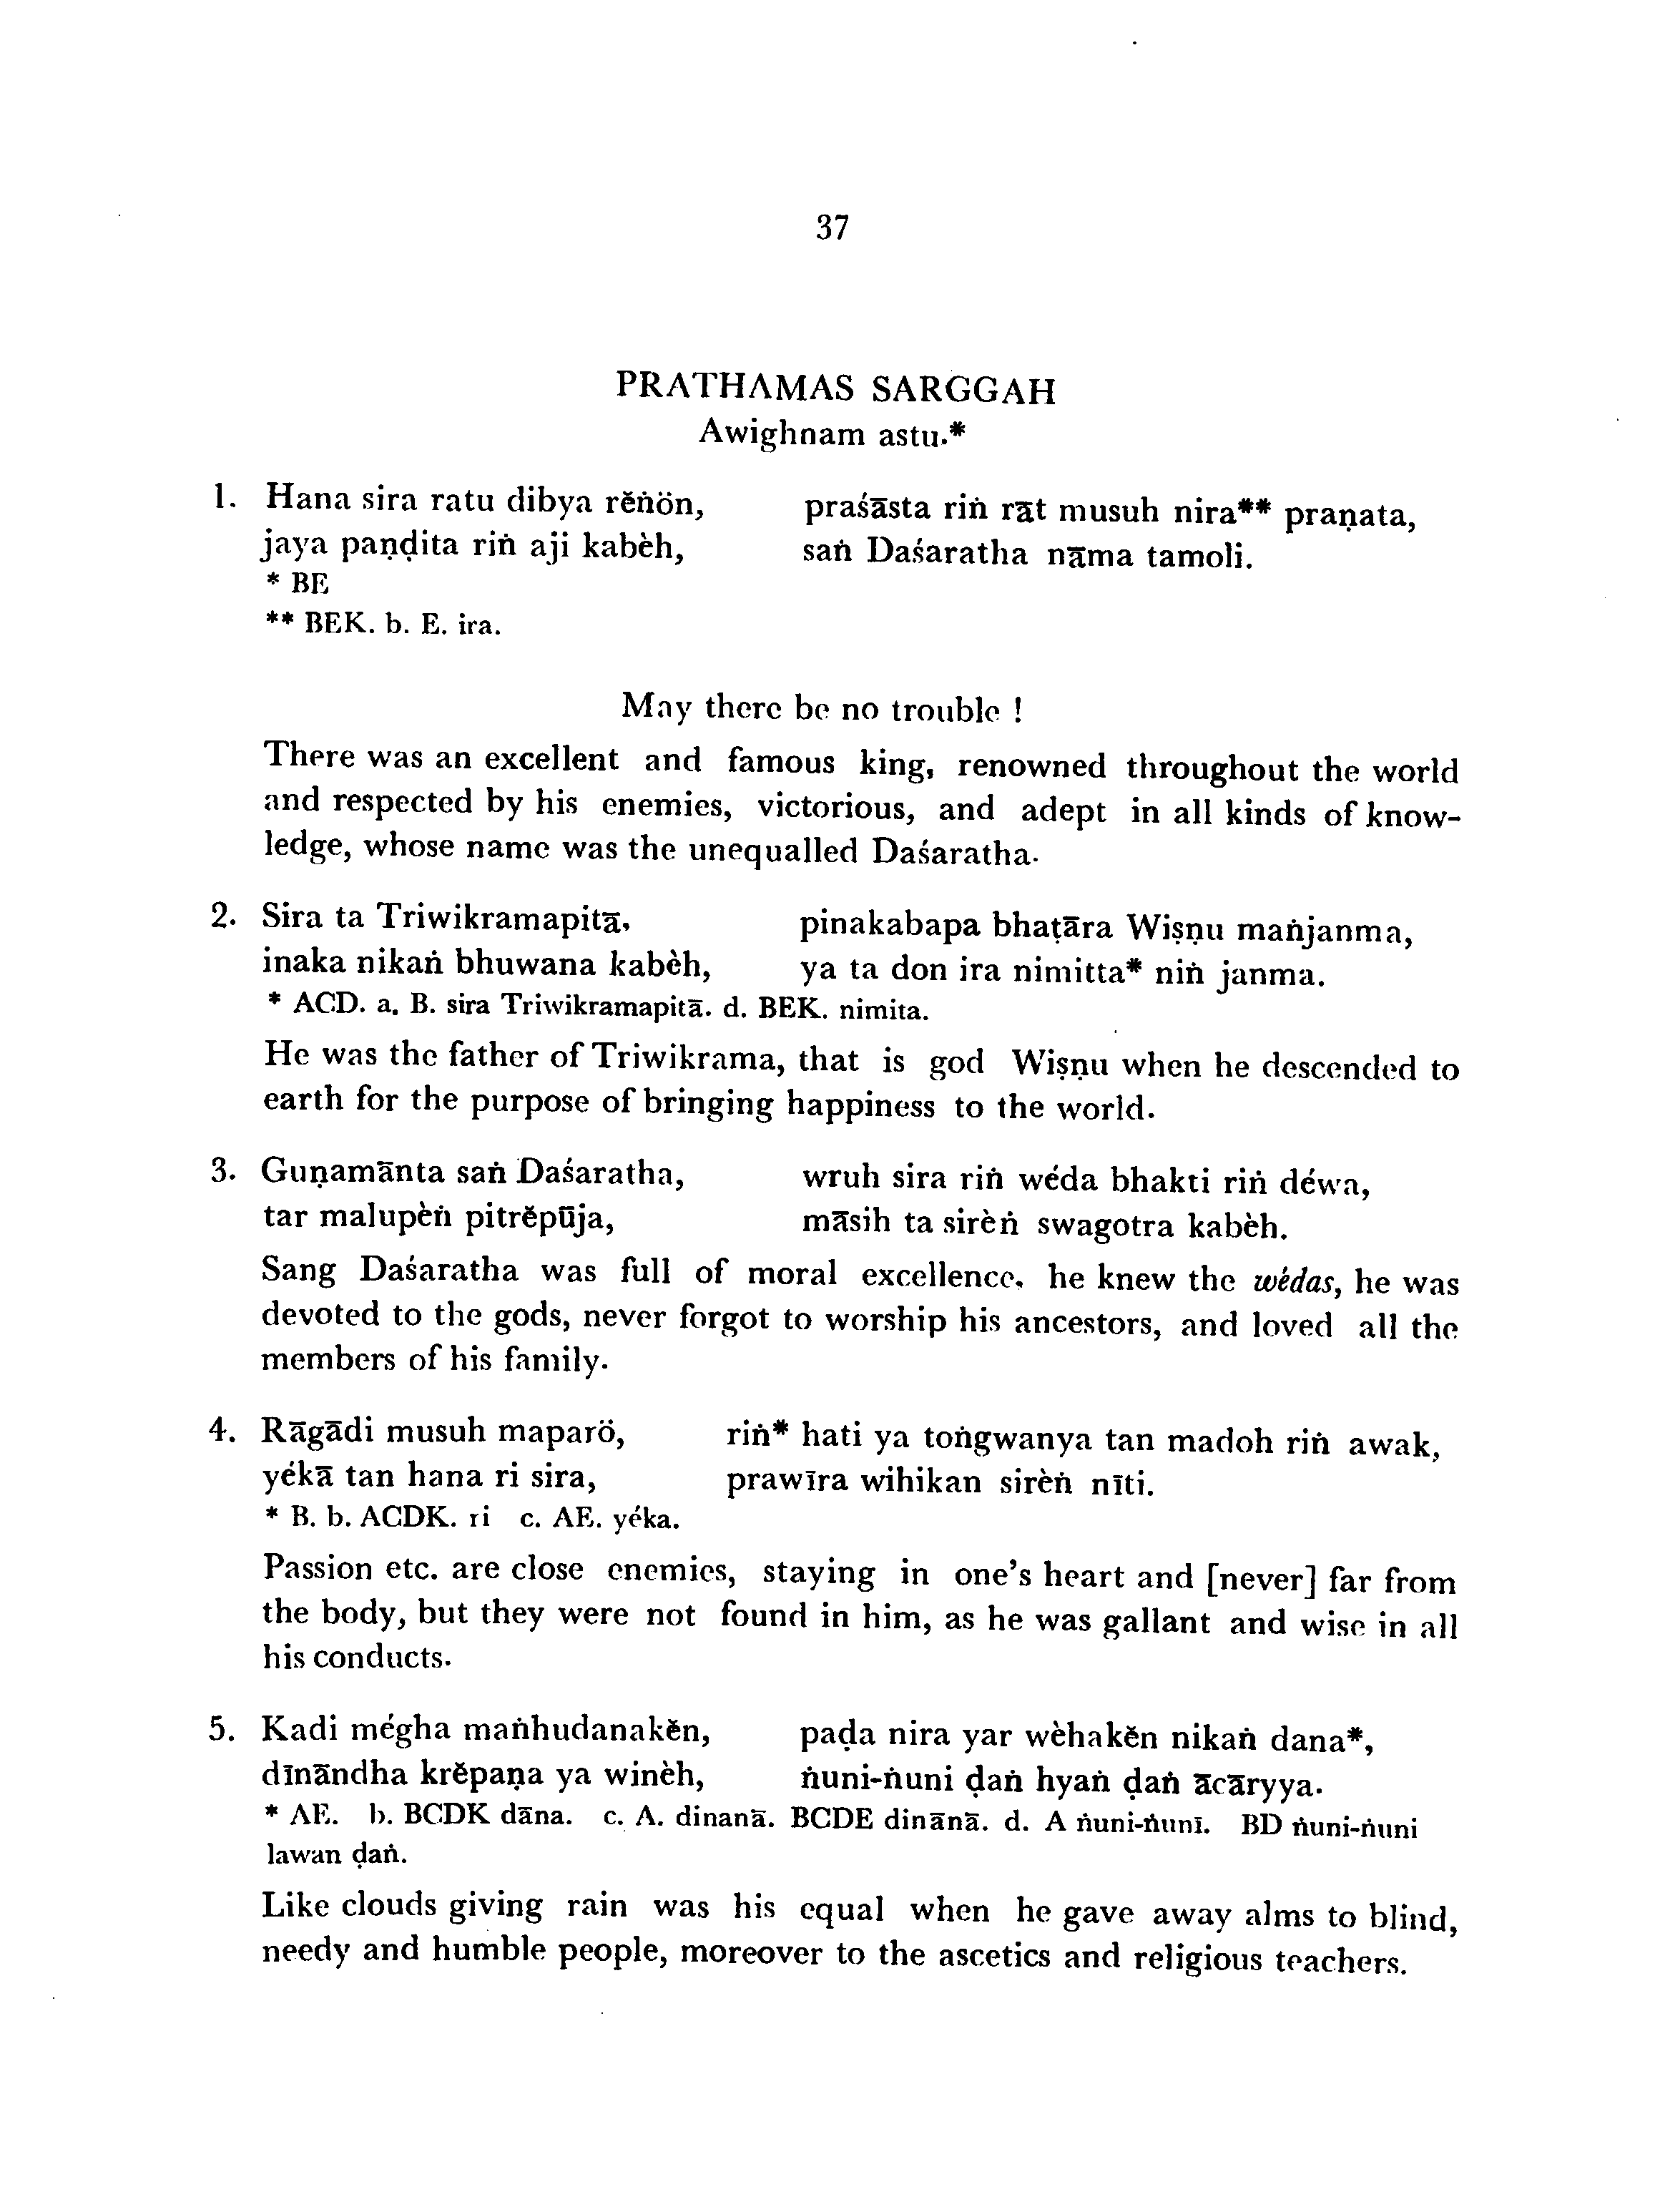 37
PRATHAMAS SARGGAH
Awighnam astu.*
1. Hana sira ratu dibya rĕṅön, praśāsta riṅ rāt musuh nira** praṇata,
jaya paṇḍita riṅ aji kabèh, saṅ Daśaratha nāma tamoli.
* BE
** BEK. b. E. ira.
May there be no trouble !
There was an excellent and famous king, renowned throughout the world
and respected by his enemies, victorious, and adept in all kinds of know-
ledge, whose name was the unequalled Daśaratha.
2. Sira ta Triwikramapitā, pinakabapa bhaṭāra Wiṣṇu maṅjanma,
inaka nikaṅ bhuwana kabèh, ya ta don ira nimitta* niṅ janma.
* ACD. a. B. sira Triwikramapitā. d. BEK. nimita.
He was the father of Triwikrama, that is god Wiṣṇu when he descended to
earth for the purpose of bringing happiness to the world.
3. Guṇamānta saṅ Daśaratha, wruh sira riṅ wéda bhakti riṅ déwa,
tar malupèṅ pitrĕpūja, māsih ta sirèṅ swagotra kabèh.
Sang Daśaratha was full of moral excellence, he knew the wédas, he was
devoted to the gods, never forgot to worship his ancestors, and loved all the
members of his family.
4. Rāgādi musuh maparö, riṅ* hati ya toṅgwanya tan madoh riṅ awak,
yékā tan hana ri sira, prawīra wihikan sirèṅ nīti.
* B. b. ACDK. ri c. AE. yéka.
Passion etc. are close enemies, staying in one's heart and [never] far from
the body, but they were not found in him, as he was gallant and wise in all
his conducts.
5. Kadi mégha maṅhudanakĕn, paḍa nira yar wèhakĕn nikaṅ dana*,
dīnāndha krĕpaṇa ya winèh, ṅuni-ṅuni ḍaṅ hyaṅ ḍaṅ ācāryya.
* AE. b. BCDK dāna. c. A. dinanā. BCDE dinānā. d. A ṅuni-ṅunī. BD ṅuni-ṅuni
lawan ḍaṅ.
Like clouds giving rain was his equal when he gave away alms to blind,
needy and humble people, moreover to the ascetics and religious teachers.